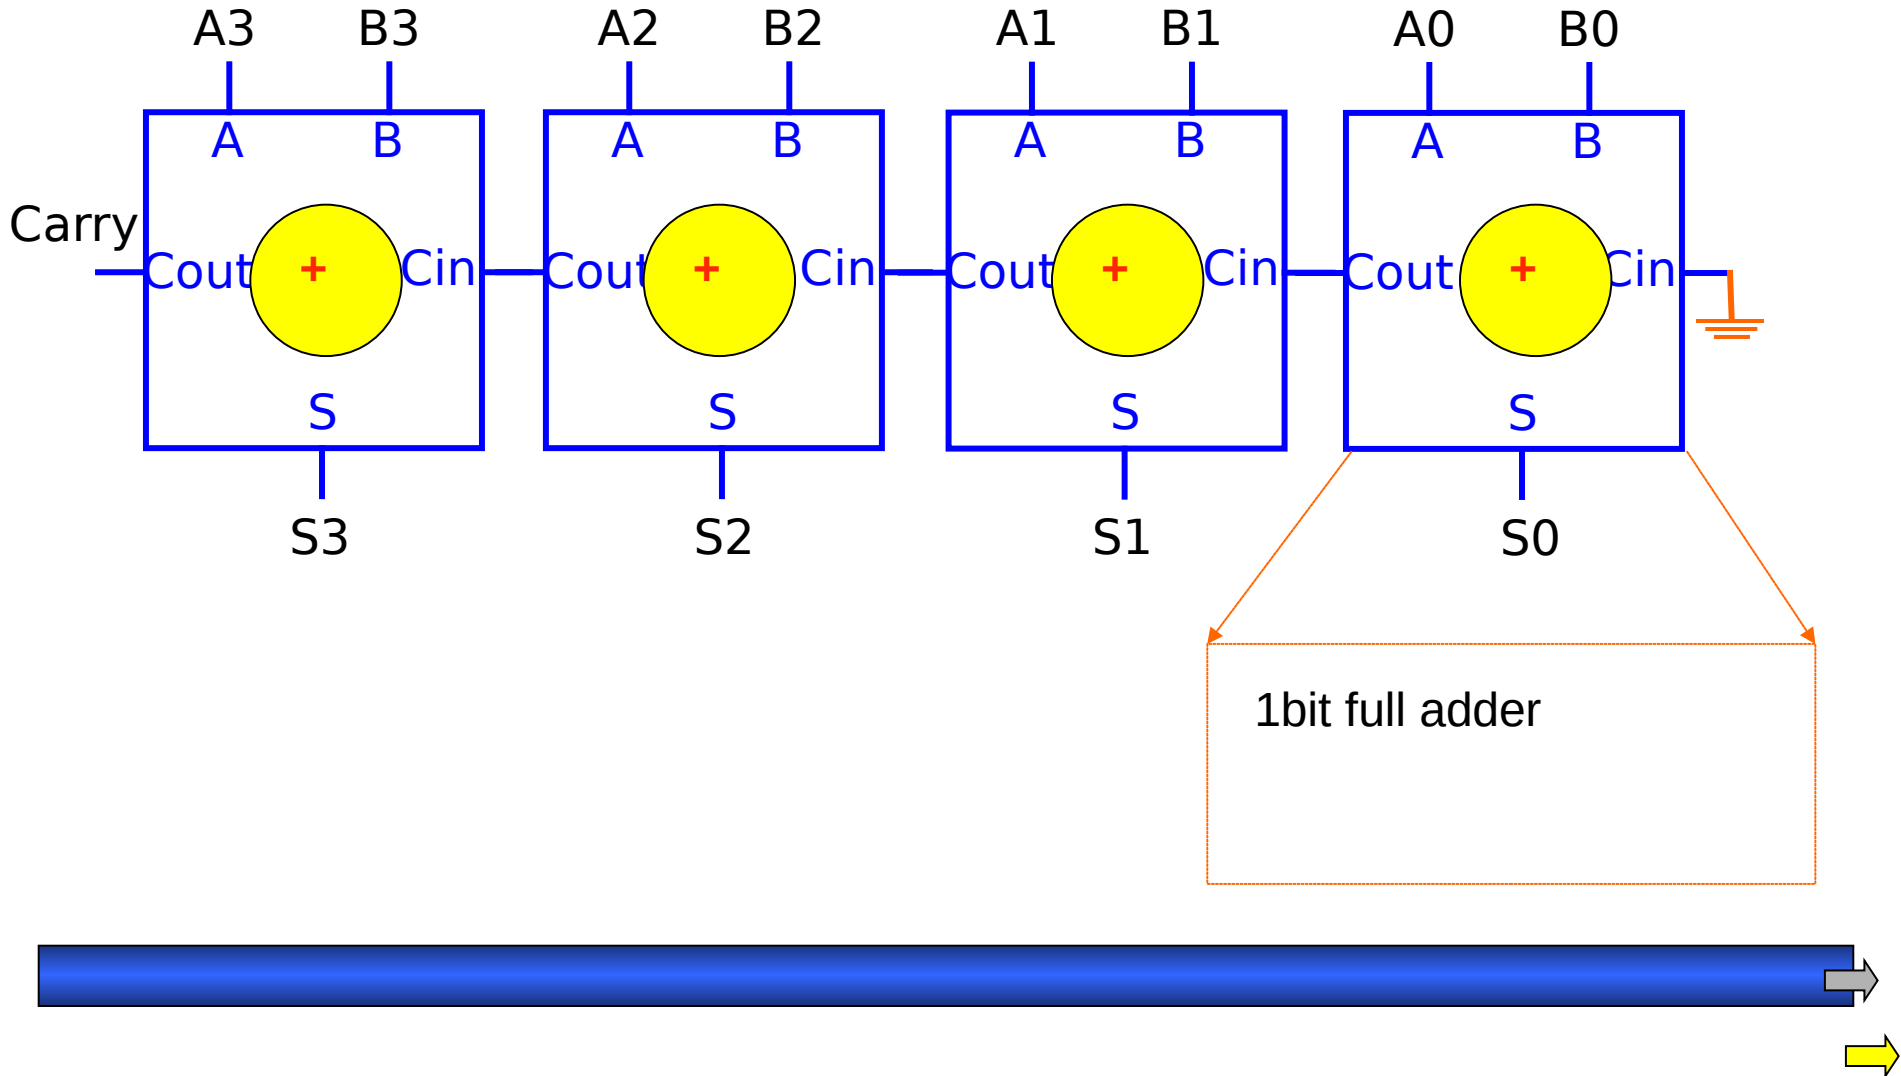 A3 B3 A2 B2 A1 B1 A0 B0
A B A B A B A B
Carry
Cout + Cin Cout + Cin Cout + Cin Cout + Cin
S S S S
S3 S2 S1 S0
1bit full adder